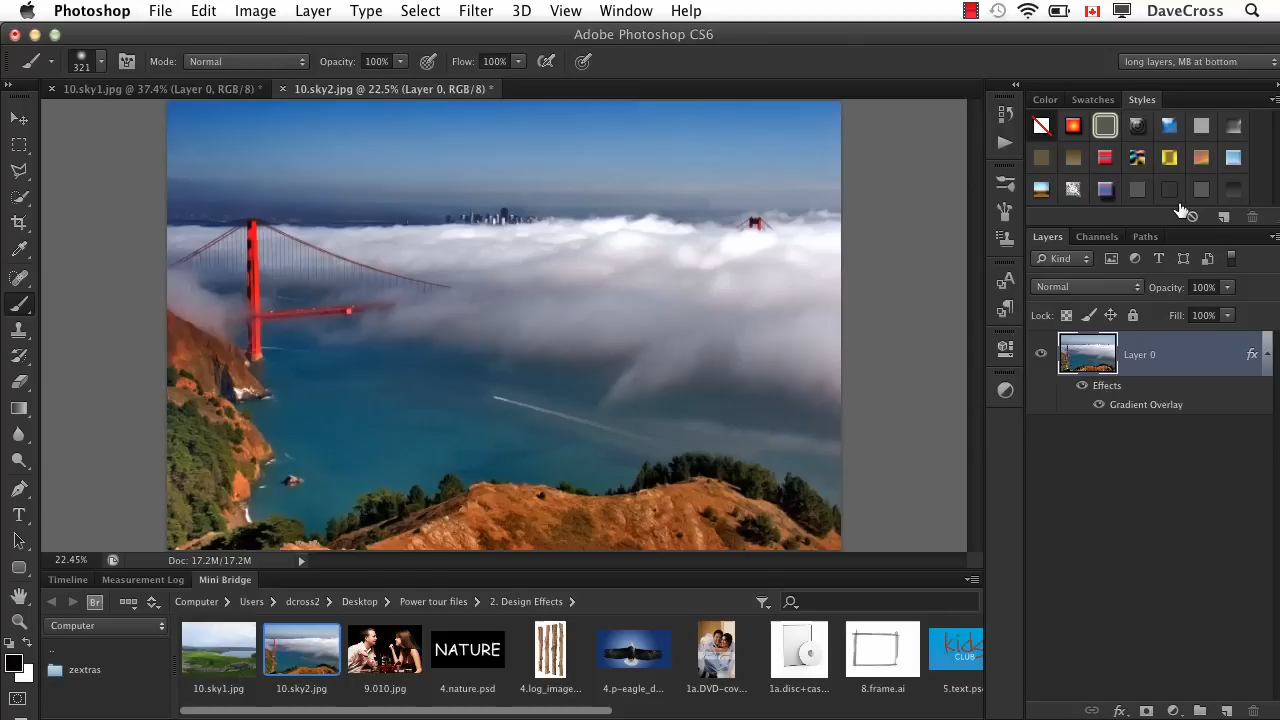 Photoshop File Edit Image Layer Type Select Filter 3D View Window Help DaveCross
Adobe Photoshop CS6
321 Mode: Normal Opacity: 100% Flow: 100% long layers, MB at bottom
10.sky1.jpg @ 37.4% (Layer 0, RGB/8) * 10.sky2.jpg @ 22.5% (Layer 0, RGB/8) *
Color Swatches Styles
Layers Channels Paths
Kind
Normal Opacity: 100%
Lock: Fill: 100%
Layer 0 fx
Effects
Gradient Overlay
22.45% Doc: 17.2M/17.2M
Timeline Measurement Log Mini Bridge
Br Computer Users dcross2 Desktop Power tour files 2. Design Effects
Computer
..
zextras
NATURE
kids
CLUB
10.sky1.jpg 10.sky2.jpg 9.010.jpg 4.nature.psd 4.log_image... 4.p-eagle_d... 1a.DVD-cov... 1a.disc+cas... 8.frame.ai 5.text.psd
fx.